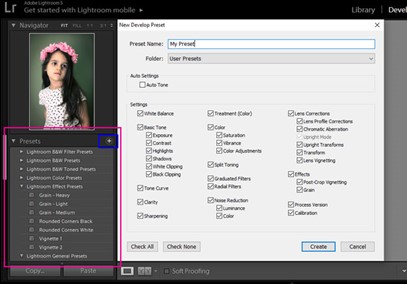 Lr
Adobe Lightroom 5
Get started with Lightroom mobile
Library
Devel
Navigator
FIT
FILL
New Develop Preset
Preset Name:
My Preset
Folder:
User Presets
Auto Settings
Auto Tone
Settings
White Balance
Basic Tone
Exposure
Contrast
Highlights
Shadows
White Clipping
Black Clipping
Tone Curve
Clarity
Sharpening
Treatment (Color)
Color
Saturation
Vibrance
Color Adjustments
Split Toning
Graduated Filters
Radial Filters
Noise Reduction
Luminance
Color
Lens Corrections
Lens Profile Corrections
Chromatic Aberration
Upright Mode
Upright Transforms
Transform
Lens Vignetting
Effects
Post-Crop Vignetting
Grain
Process Version
Calibration
Check All
Check None
Create
Cancel
Presets
+
Lightroom B&W Filter Presets
Lightroom B&W Presets
Lightroom B&W Toned Presets
Lightroom Color Presets
Lightroom Effect Presets
Grain - Heavy
Grain - Light
Grain - Medium
Rounded Corners Black
Rounded Corners White
Vignette 1
Vignette 2
Lightroom General Presets
Copy...
Paste
Soft Proofing